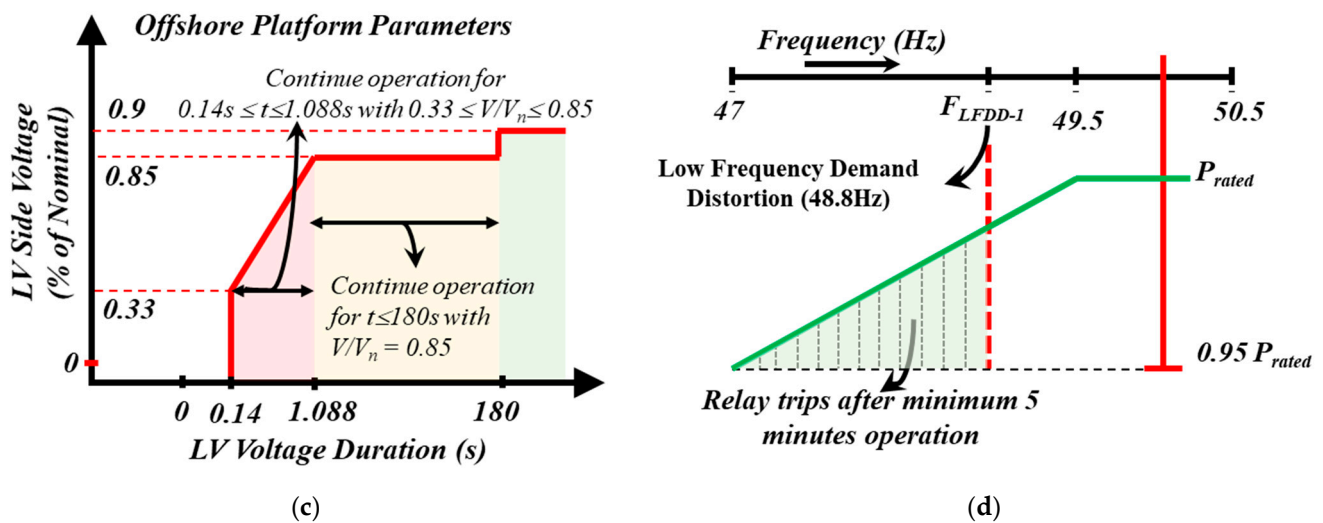 Offshore Platform Parameters
LV Side Voltage
(% of Nominal)
Continue operation for
0.14s ≤ t≤1.088s with 0.33 ≤ V/Vn≤ 0.85
0.9
0.85
0.33
0
Continue operation
for t≤180s with
V/Vn = 0.85
0 0.14 1.088 180
LV Voltage Duration (s)
(c)
Frequency (Hz)
47 FLFDD-1 49.5 50.5
Low Frequency Demand
Distortion (48.8Hz)
Prated
0.95 Prated
Relay trips after minimum 5
minutes operation
(d)